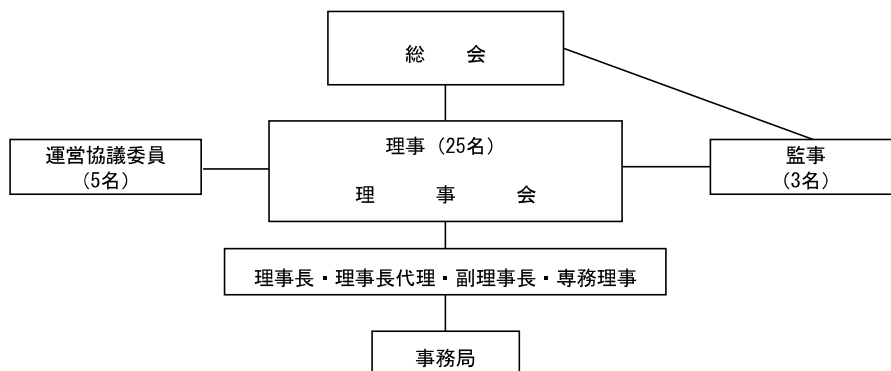 総　　会
理事（25名）
理　　事　　会
運営協議委員
（5名）
監事
（3名）
理事長・理事長代理・副理事長・専務理事
事務局